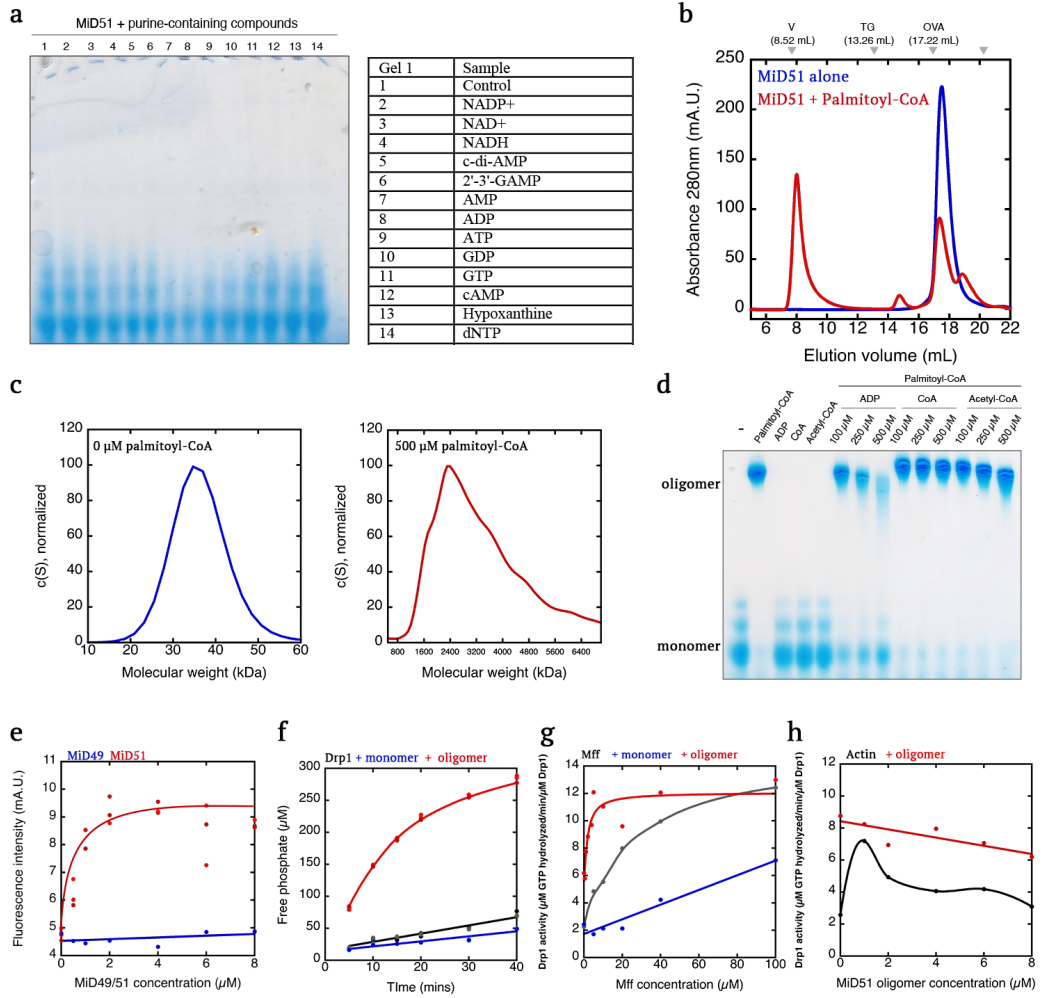 a
MiD51 + purine-containing compounds
1 2 3 4 5 6 7 8 9 10 11 12 13 14
Gel 1 Sample
1 Control
2 NADP+
3 NAD+
4 NADH
5 c-di-AMP
6 2'-3'-GAMP
7 AMP
8 ADP
9 ATP
10 GDP
11 GTP
12 cAMP
13 Hypoxanthine
14 dNTP
b
V TG OVA
(8.52 mL) (13.26 mL) (17.22 mL)
MiD51 alone
MiD51 + Palmitoyl-CoA
Absorbance 280nm (mA.U.)
250
200
150
100
50
0
6 8 10 12 14 16 18 20 22
Elution volume (mL)
c
0 µM palmitoyl-CoA
c(S), normalized
120
100
80
60
40
20
0
10 20 30 40 50 60
Molecular weight (kDa)
500 µM palmitoyl-CoA
c(S), normalized
120
100
80
60
40
20
0
800 1600 2400 3200 4000 4800 5600 6400
Molecular weight (kDa)
d
Palmitoyl-CoA
ADP CoA Acetyl-CoA
- Palmitoyl-CoA ADP CoA Acetyl-CoA 100 µM 250 µM 500 µM 100 µM 250 µM 500 µM 100 µM 250 µM 500 µM
oligomer
monomer
e
MiD49 MiD51
Fluorescence intensity (mA.U.)
11
10
9
8
7
6
5
4
0 2 4 6 8
MiD49/51 concentration (µM)
f
Drp1 + monomer + oligomer
Free phosphate (µM)
300
250
200
150
100
50
0
10 20 30 40
TIme (mins)
g
Mff + monomer + oligomer
Drp1 activity (µM GTP hydrolyzed/min/µM Drp1)
14
12
10
8
6
4
2
0
0 20 40 60 80 100
Mff concentration (µM)
h
Actin + oligomer
Drp1 activity (µM GTP hydrolyzed/min/µM Drp1)
12
10
8
6
4
2
0
0 2 4 6 8
MiD51 oligomer concentration (µM)